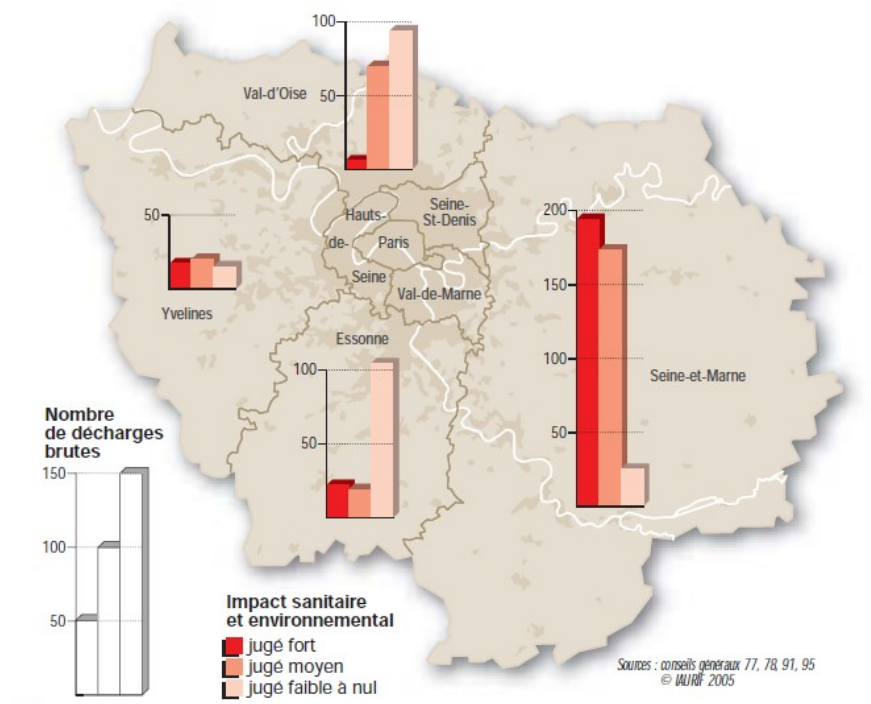 100
50
Val-d'Oise
50
Yvelines
Hauts-
de-
Seine
Paris
Seine-
St-Denis
Val-de-Marne
Essonne
100
50
200
150
100
50
Seine-et-Marne
Nombre
de décharges
brutes
150
100
50
Impact sanitaire
et environnemental
jugé fort
jugé moyen
jugé faible à nul
Sources : conseils généraux 77, 78, 91, 95
© IAURIF 2005